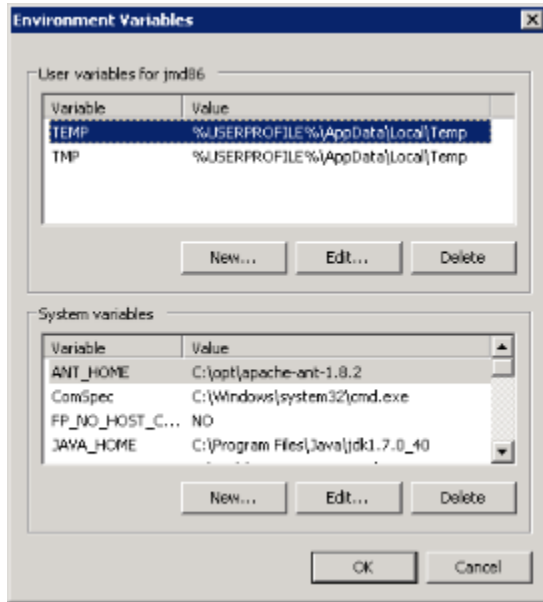 Environment Variables
User variables for jmd86
Variable Value
TEMP %USERPROFILE%\AppData\Local\Temp
TMP %USERPROFILE%\AppData\Local\Temp
New... Edit... Delete
System variables
Variable Value
ANT_HOME C:\opt\apache-ant-1.8.2
ComSpec C:\Windows\system32\cmd.exe
FP_NO_HOST_C... NO
JAVA_HOME C:\Program Files\Java\jdk1.7.0_40
New... Edit... Delete
OK Cancel